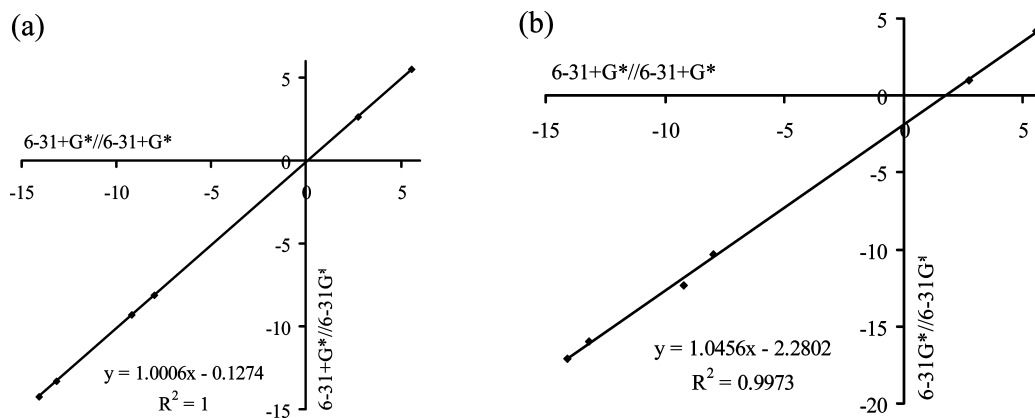 (a)
5
6-31+G*//6-31+G*
0
-15 -10 -5 0 5
-5
-10
-15
6-31+G*//6-31G*
y = 1.0006x - 0.1274
R² = 1
(b)
5
6-31+G*//6-31+G*
0
-15 -10 -5 0 5
-5
-10
-15
-20
6-31G*//6-31G*
y = 1.0456x - 2.2802
R² = 0.9973